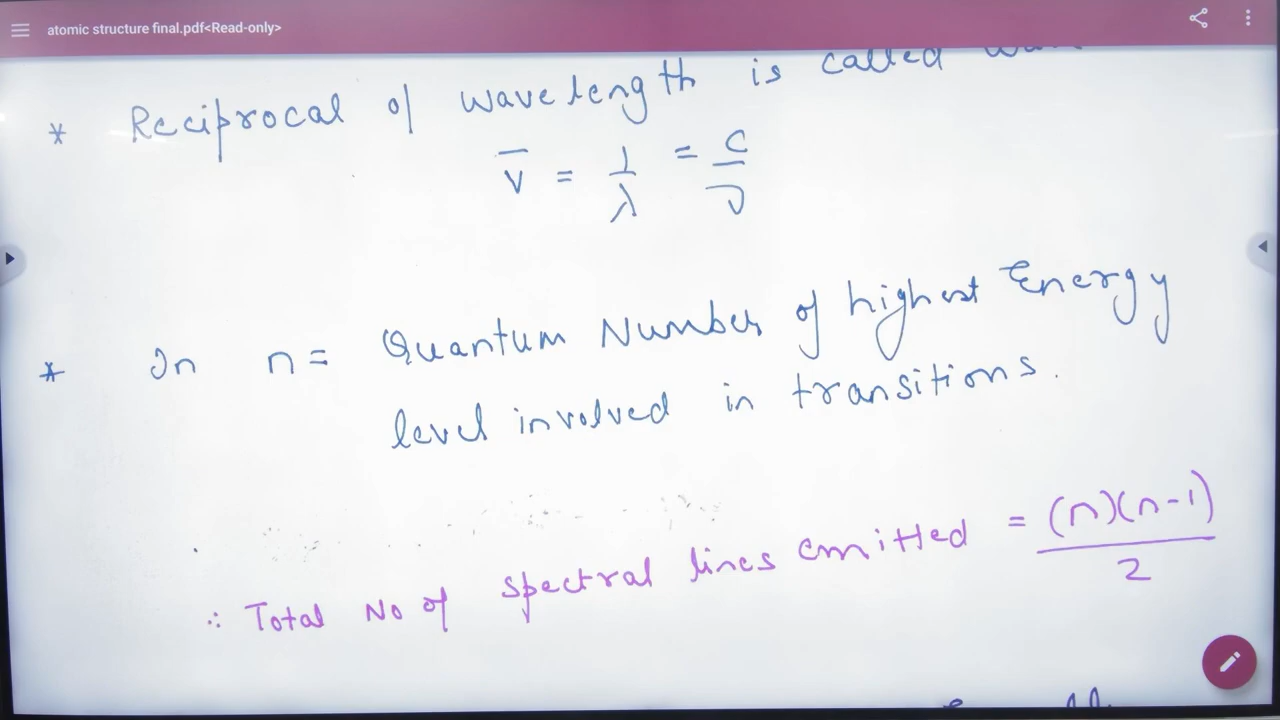 atomic structure final.pdf<Read-only>
* Reciprocal of wavelength is called
v̅ = 1/λ = c/ν
* In n = Quantum Number of highest Energy
level involved in transitions.
∴ Total No of spectral lines emitted = (n)(n-1)/2